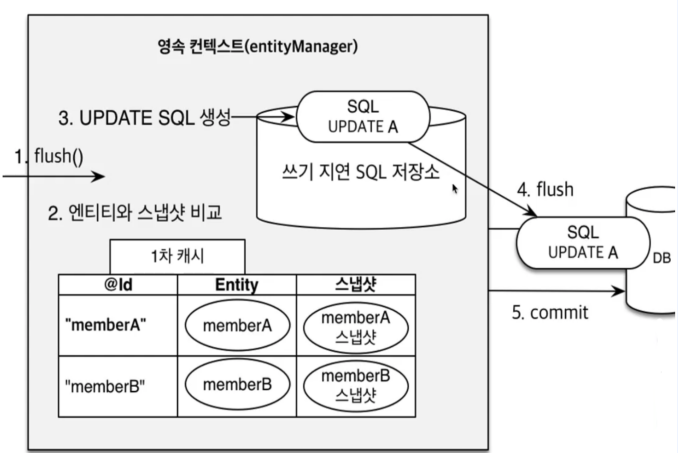 영속 컨텍스트(entityManager)
SQL
UPDATE A
3. UPDATE SQL 생성
1. flush()
쓰기 지연 SQL 저장소
4. flush
2. 엔티티와 스냅샷 비교
SQL
UPDATE A
DB
1차 캐시
@Id Entity 스냅샷
5. commit
"memberA" memberA memberA
스냅샷
"memberB" memberB memberB
스냅샷